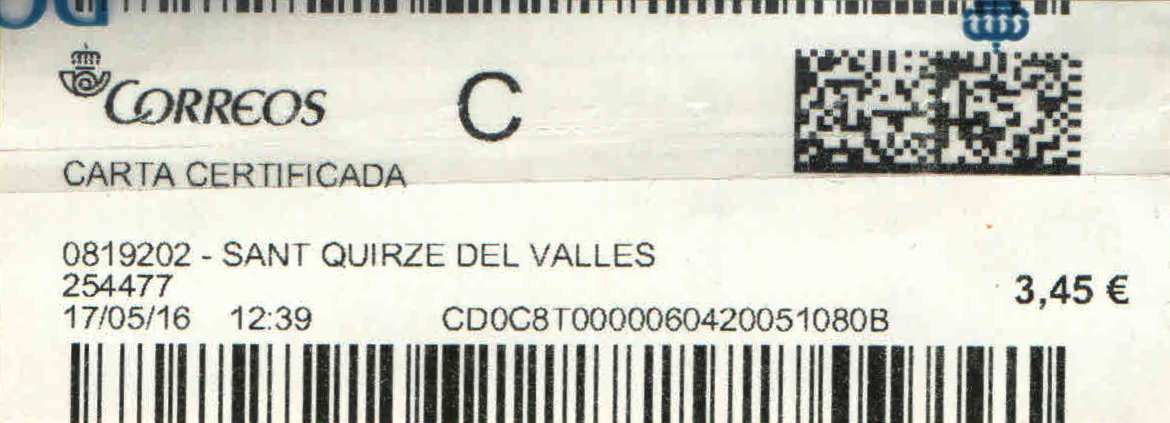 CORREOS
C
CARTA CERTIFICADA
0819202 - SANT QUIRZE DEL VALLES
254477
3,45 €
17/05/16 12:39 CD0C8T0000060420051080B